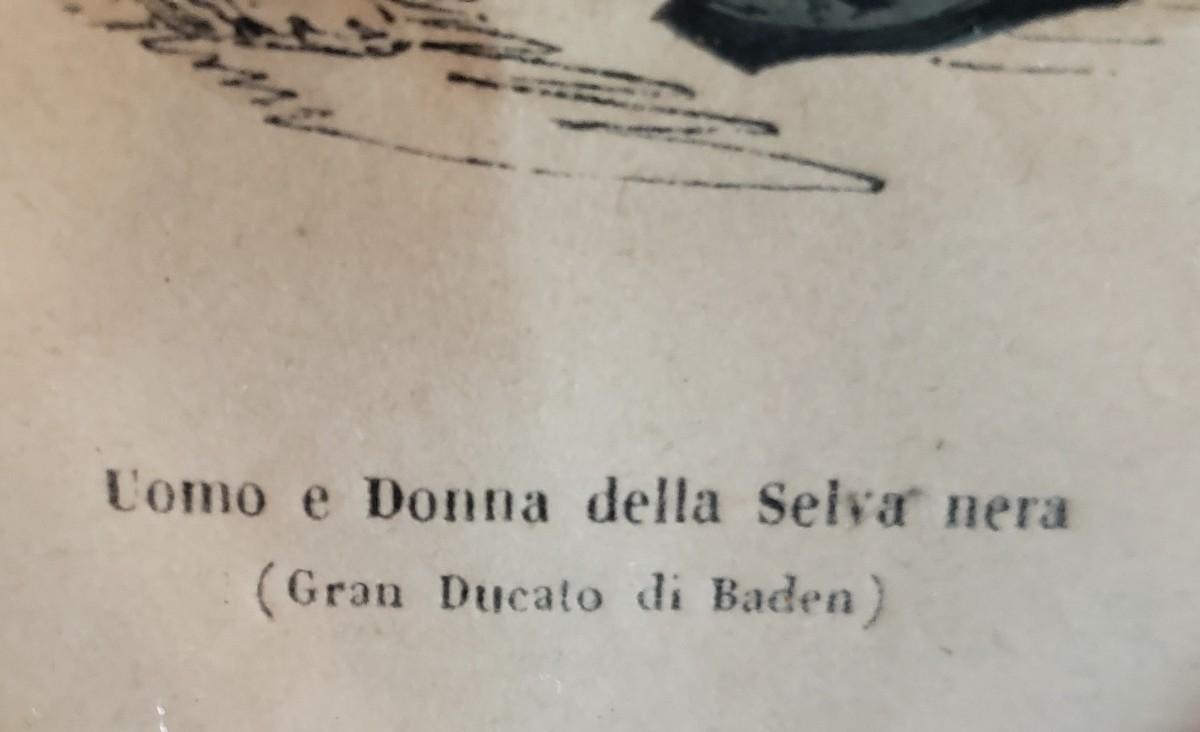 Uomo e Donna della Selva nera
(Gran Ducato di Baden)